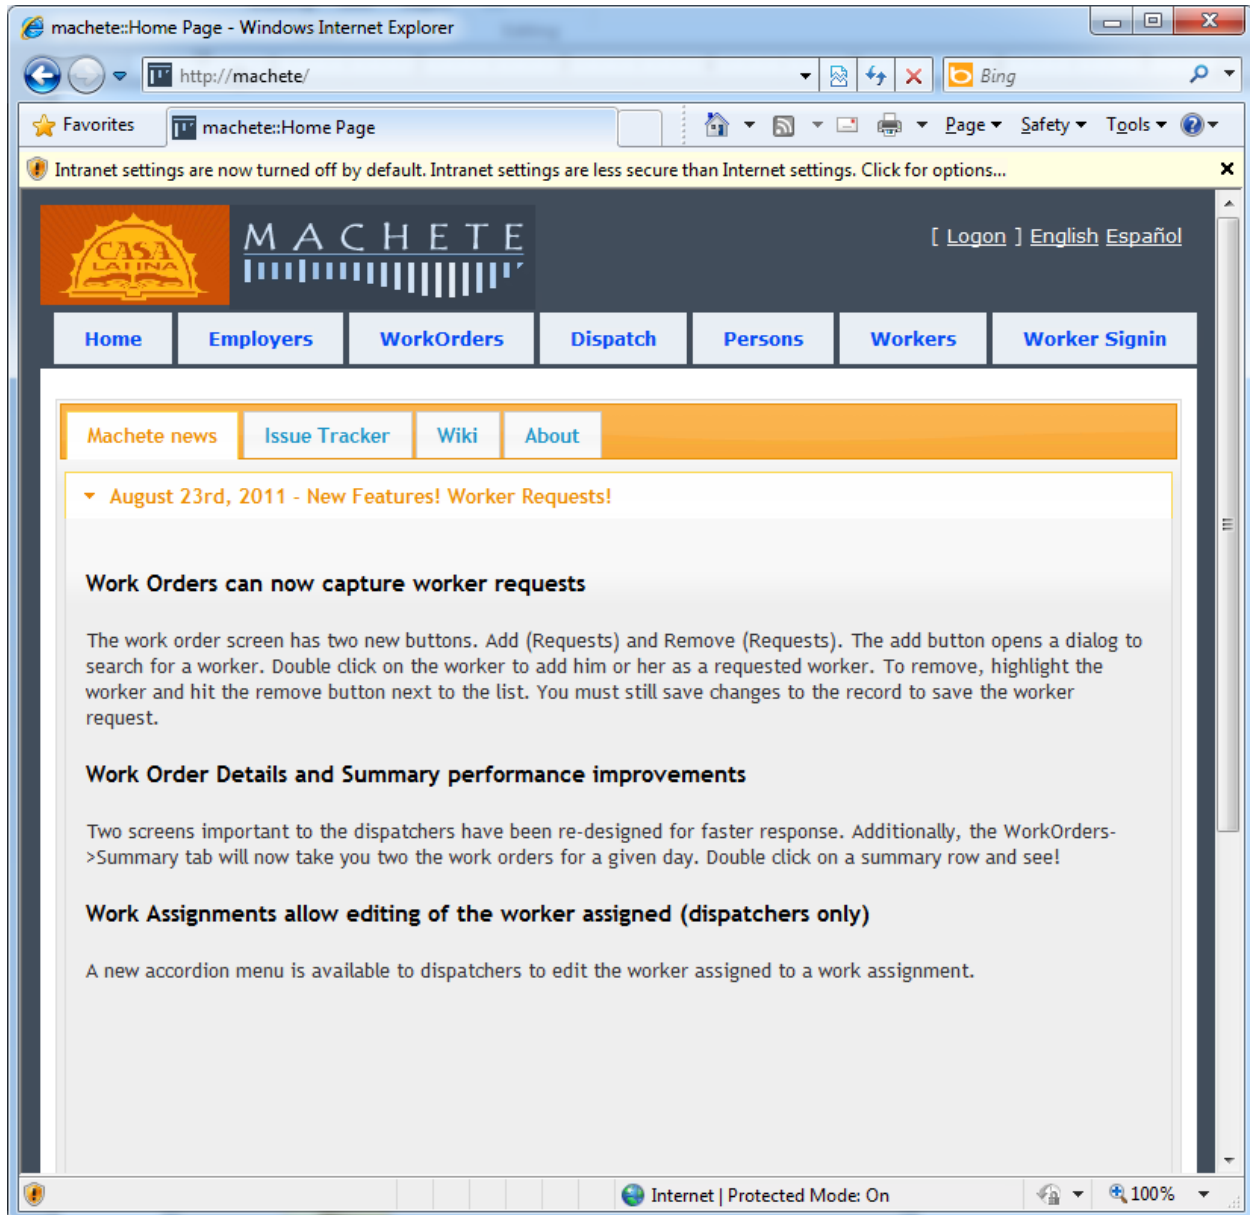 machete::Home Page - Windows Internet Explorer
http://machete/
Bing
Favorites
machete::Home Page
Page
Safety
Tools
Intranet settings are now turned off by default. Intranet settings are less secure than Internet settings. Click for options...
CASA
LATINA
MACHETE
[ Logon ] English Español
Home Employers WorkOrders Dispatch Persons Workers Worker Signin
Machete news Issue Tracker Wiki About
August 23rd, 2011 - New Features! Worker Requests!
Work Orders can now capture worker requests
The work order screen has two new buttons. Add (Requests) and Remove (Requests). The add button opens a dialog to
search for a worker. Double click on the worker to add him or her as a requested worker. To remove, highlight the
worker and hit the remove button next to the list. You must still save changes to the record to save the worker
request.
Work Order Details and Summary performance improvements
Two screens important to the dispatchers have been re-designed for faster response. Additionally, the WorkOrders-
>Summary tab will now take you two the work orders for a given day. Double click on a summary row and see!
Work Assignments allow editing of the worker assigned (dispatchers only)
A new accordion menu is available to dispatchers to edit the worker assigned to a work assignment.
Internet | Protected Mode: On
100%